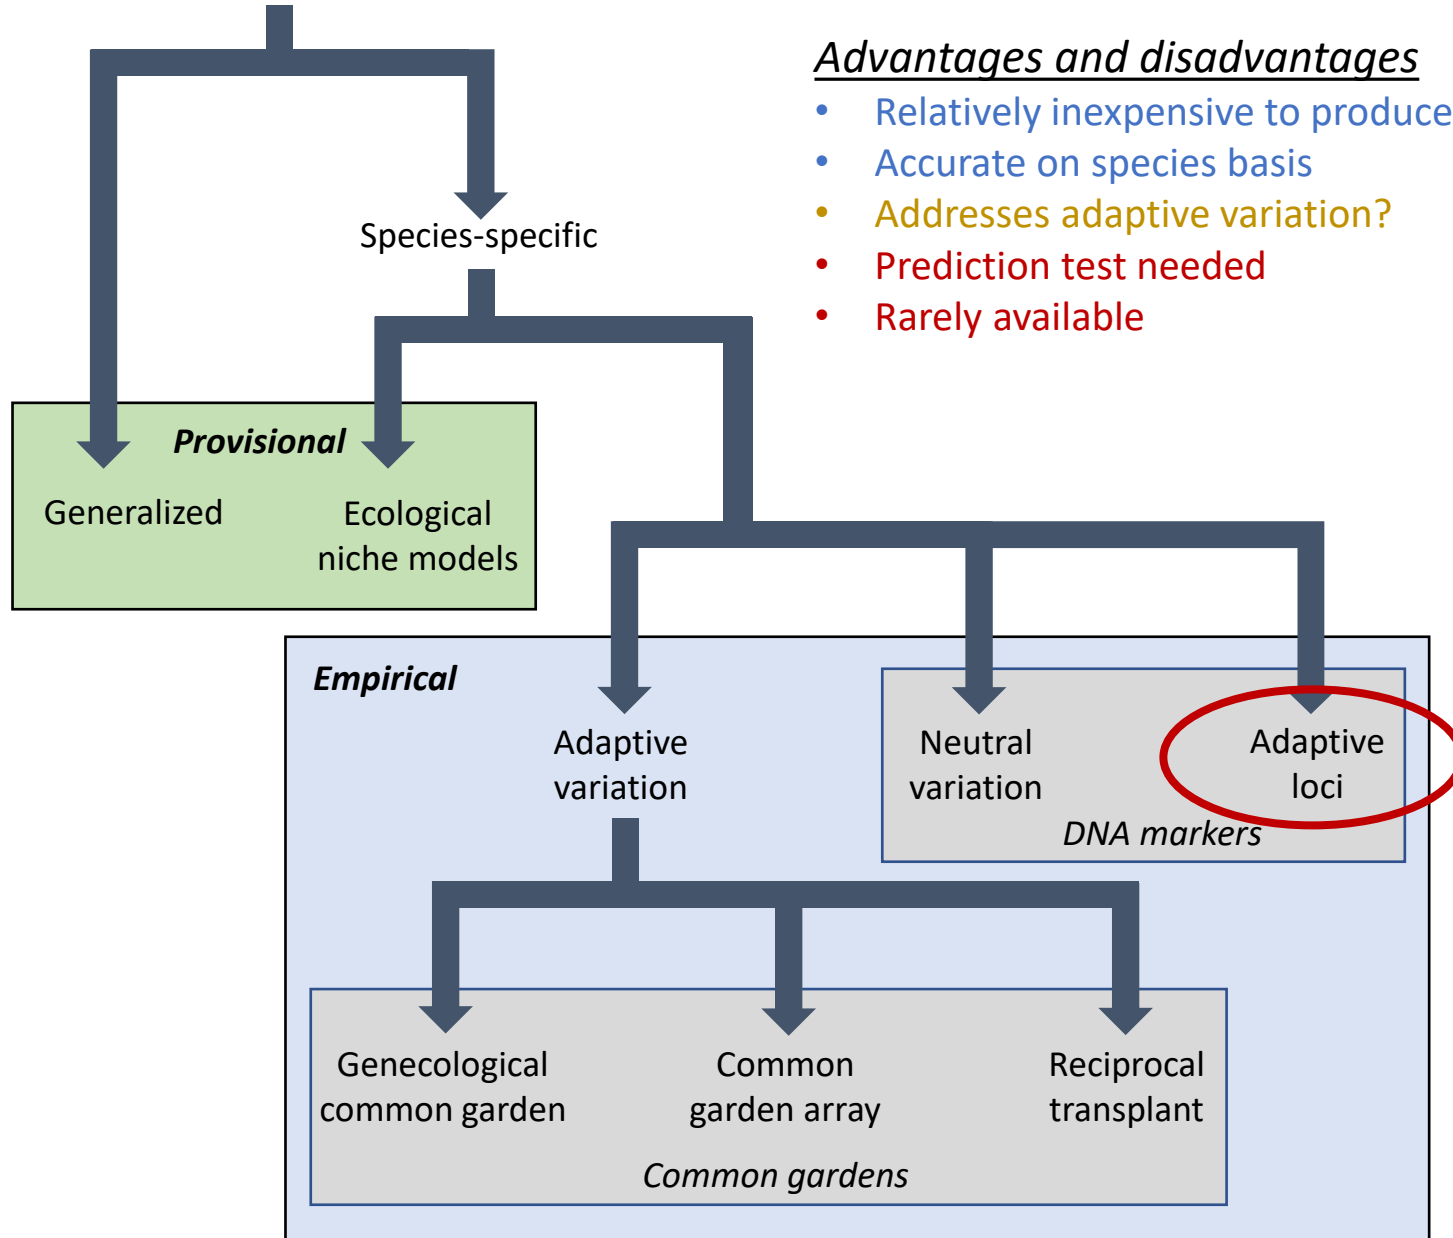 Advantages and disadvantages
• Relatively inexpensive to produce
• Accurate on species basis
• Addresses adaptive variation?
• Prediction test needed
• Rarely available
Species-specific
Provisional
Generalized
Ecological
niche models
Empirical
Adaptive
variation
Neutral
variation
Adaptive
loci
DNA markers
Genecological
common garden
Common
garden array
Reciprocal
transplant
Common gardens